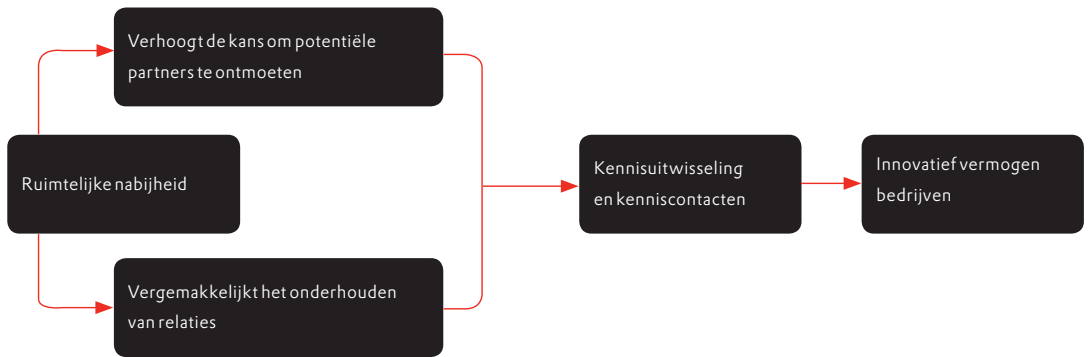 Verhoogt de kans om potentiële
partners te ontmoeten
Ruimtelijke nabijheid
Kennisuitwisseling
en kenniscontacten
Innovatief vermogen
bedrijven
Vergemakkelijkt het onderhouden
van relaties